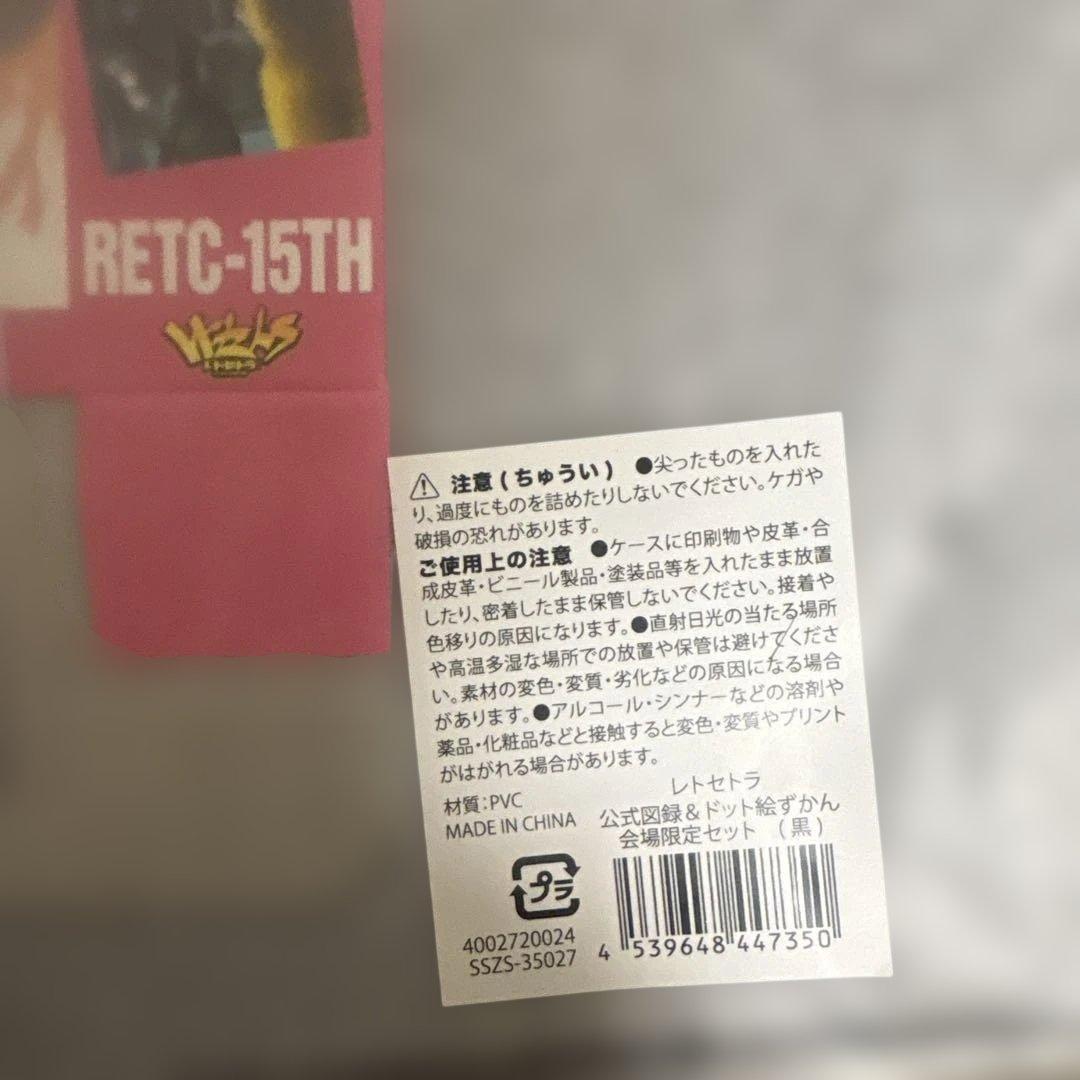 RETC-15TH
レトセトラ
注意(ちゅうい) ●尖ったものを入れた
り、過度にものを詰めたりしないでください。ケガや
破損の恐れがあります。
ご使用上の注意 ●ケースに印刷物や皮革・合
成皮革・ビニール製品・塗装品等を入れたまま放置
したり、密着したまま保管しないでください。接着や
色移りの原因になります。●直射日光の当たる場所
や高温多湿な場所での放置や保管は避けてくださ
い。素材の変色・変質・劣化などの原因になる場合
があります。●アルコール・シンナーなどの溶剤や
薬品・化粧品などと接触すると変色・変質やプリント
がはがれる場合があります。
材質:PVC
MADE IN CHINA
レトセトラ
公式図録&ドット絵ずかん
会場限定セット (黒)
プラ
4002720024
SSZS-35027
4 539648 447350